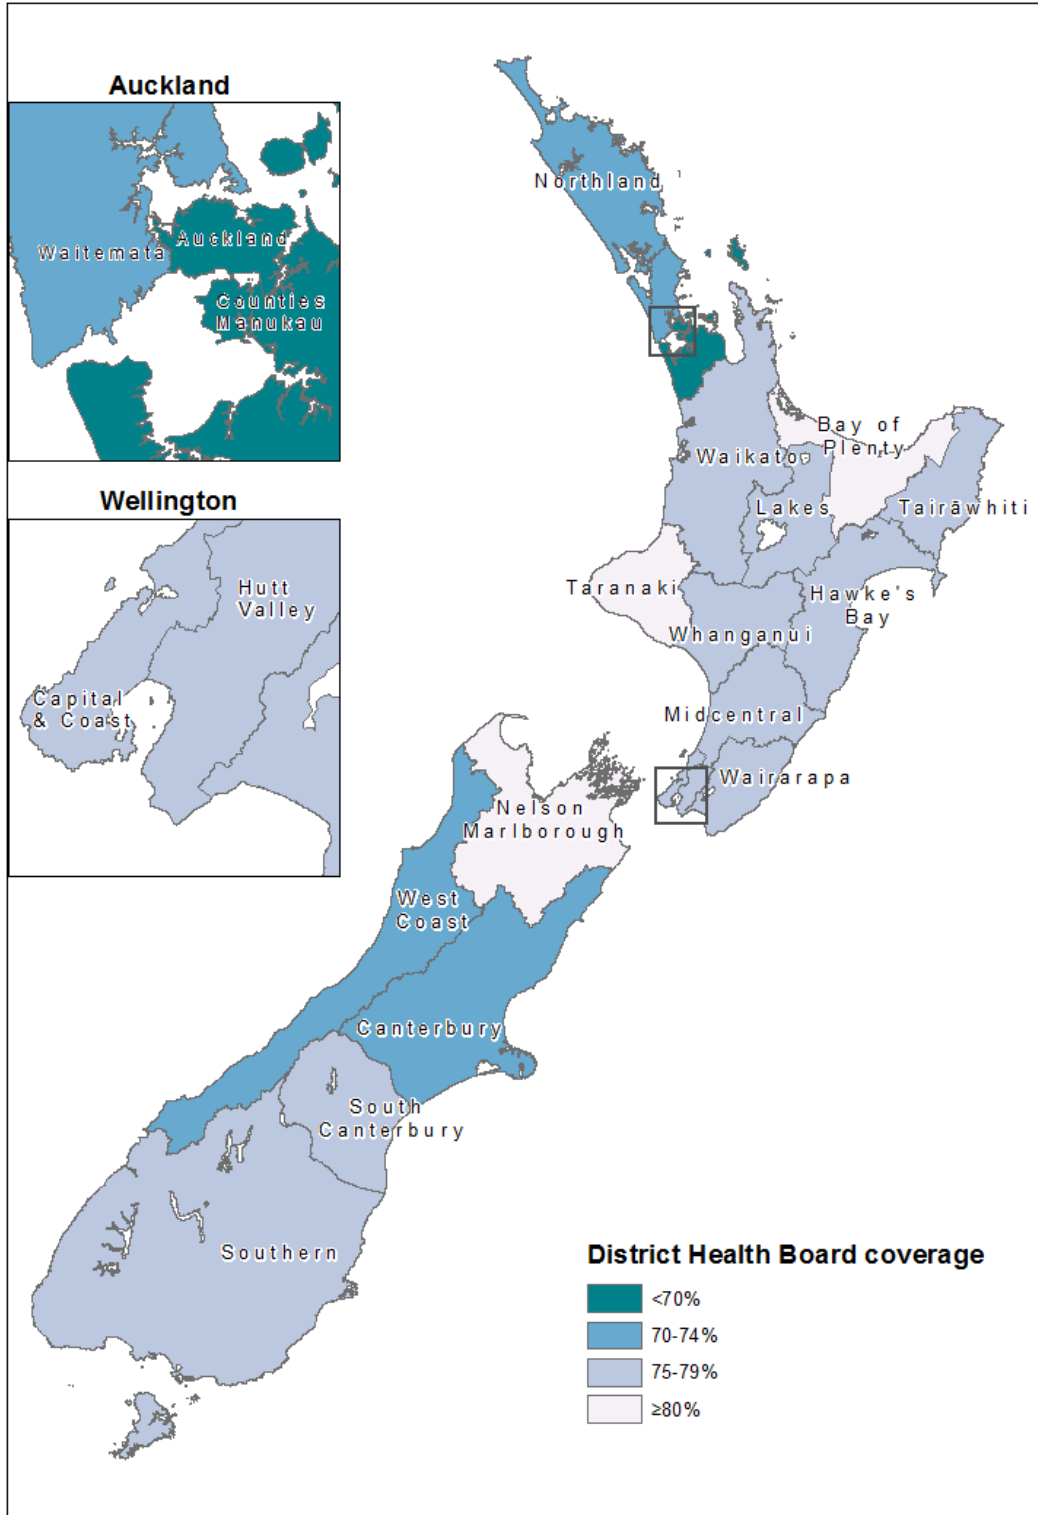 Auckland
Waitemata
Auckland
Counties
Manukau
Wellington
Hutt
Valley
Capital
& Coast
Northland
Waikato
Bay of
Plenty
Lakes
Tairāwhiti
Taranaki
Hawke's
Bay
Whanganui
Midcentral
Wairarapa
Nelson
Marlborough
West
Coast
Canterbury
South
Canterbury
Southern
District Health Board coverage
<70%
70-74%
75-79%
≥80%